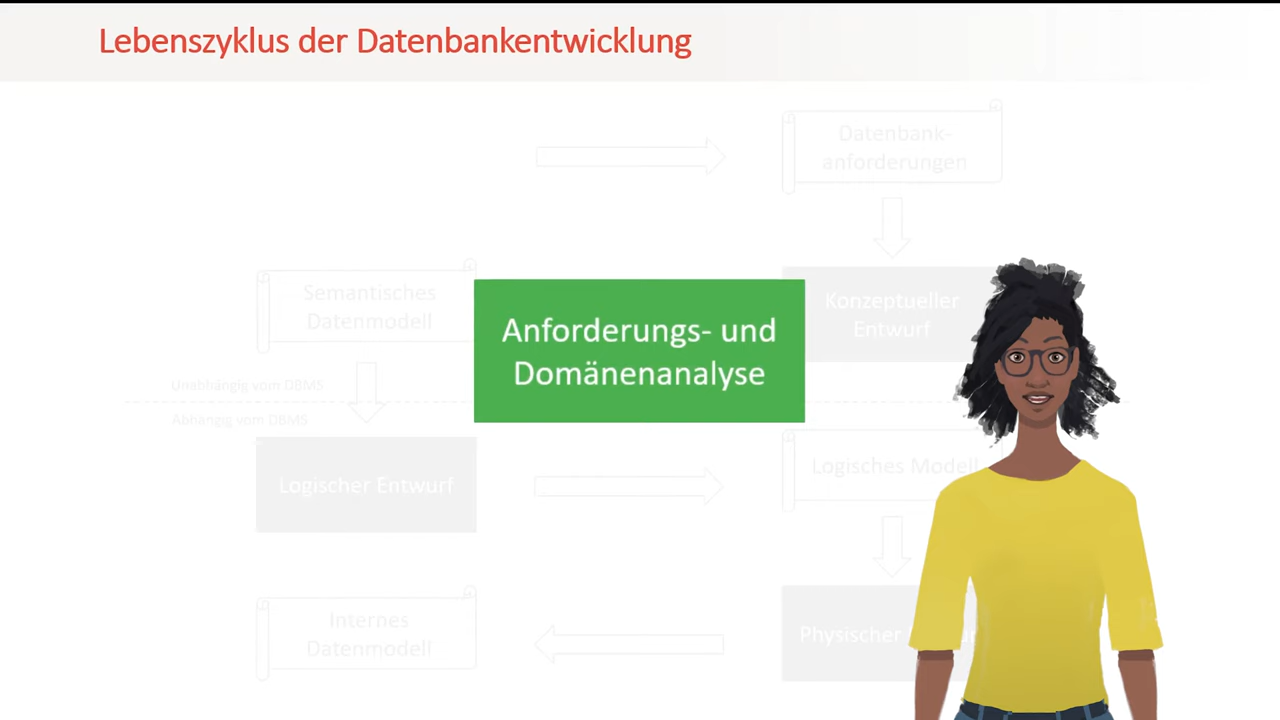 Lebenszyklus der Datenbankentwicklung
Datenbank-
anforderungen
Semantisches
Datenmodell
Anforderungs- und
Domänenanalyse
Konzeptueller
Entwurf
Unabhängig vom DBMS
Abhängig vom DBMS
Logischer Entwurf
Logisches Modell
Internes
Datenmodell
Physischer